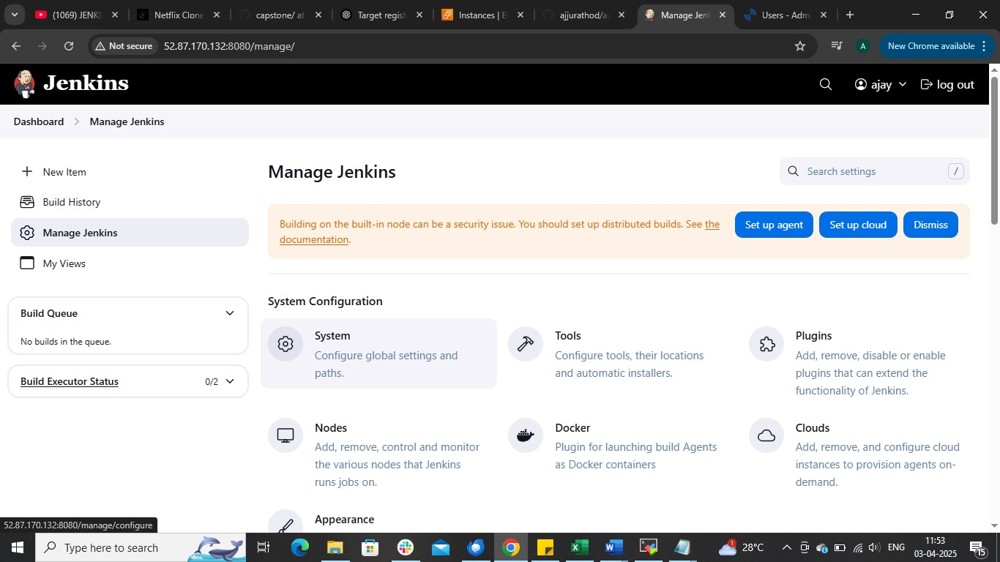 (1069) JENKI
Netflix Clone
capstone/ at
Target regist
Instances | E
ajjurathod/a
Manage Jenl
Users - Adm
Not secure
52.87.170.132:8080/manage/
A
New Chrome available
Jenkins
ajay
log out
Dashboard
Manage Jenkins
New Item
Build History
Manage Jenkins
My Views
Build Queue
No builds in the queue.
Build Executor Status
0/2
Manage Jenkins
Search settings
/
Building on the built-in node can be a security issue. You should set up distributed builds. See the
documentation.
Set up agent
Set up cloud
Dismiss
System Configuration
System
Configure global settings and
paths.
Tools
Configure tools, their locations
and automatic installers.
Plugins
Add, remove, disable or enable
plugins that can extend the
functionality of Jenkins.
Nodes
Add, remove, control and monitor
the various nodes that Jenkins
runs jobs on.
Docker
Plugin for launching build Agents
as Docker containers
Clouds
Add, remove, and configure cloud
instances to provision agents on-
demand.
Appearance
52.87.170.132:8080/manage/configure
Type here to search
1
28°C
ENG
11:53
03-04-2025
15